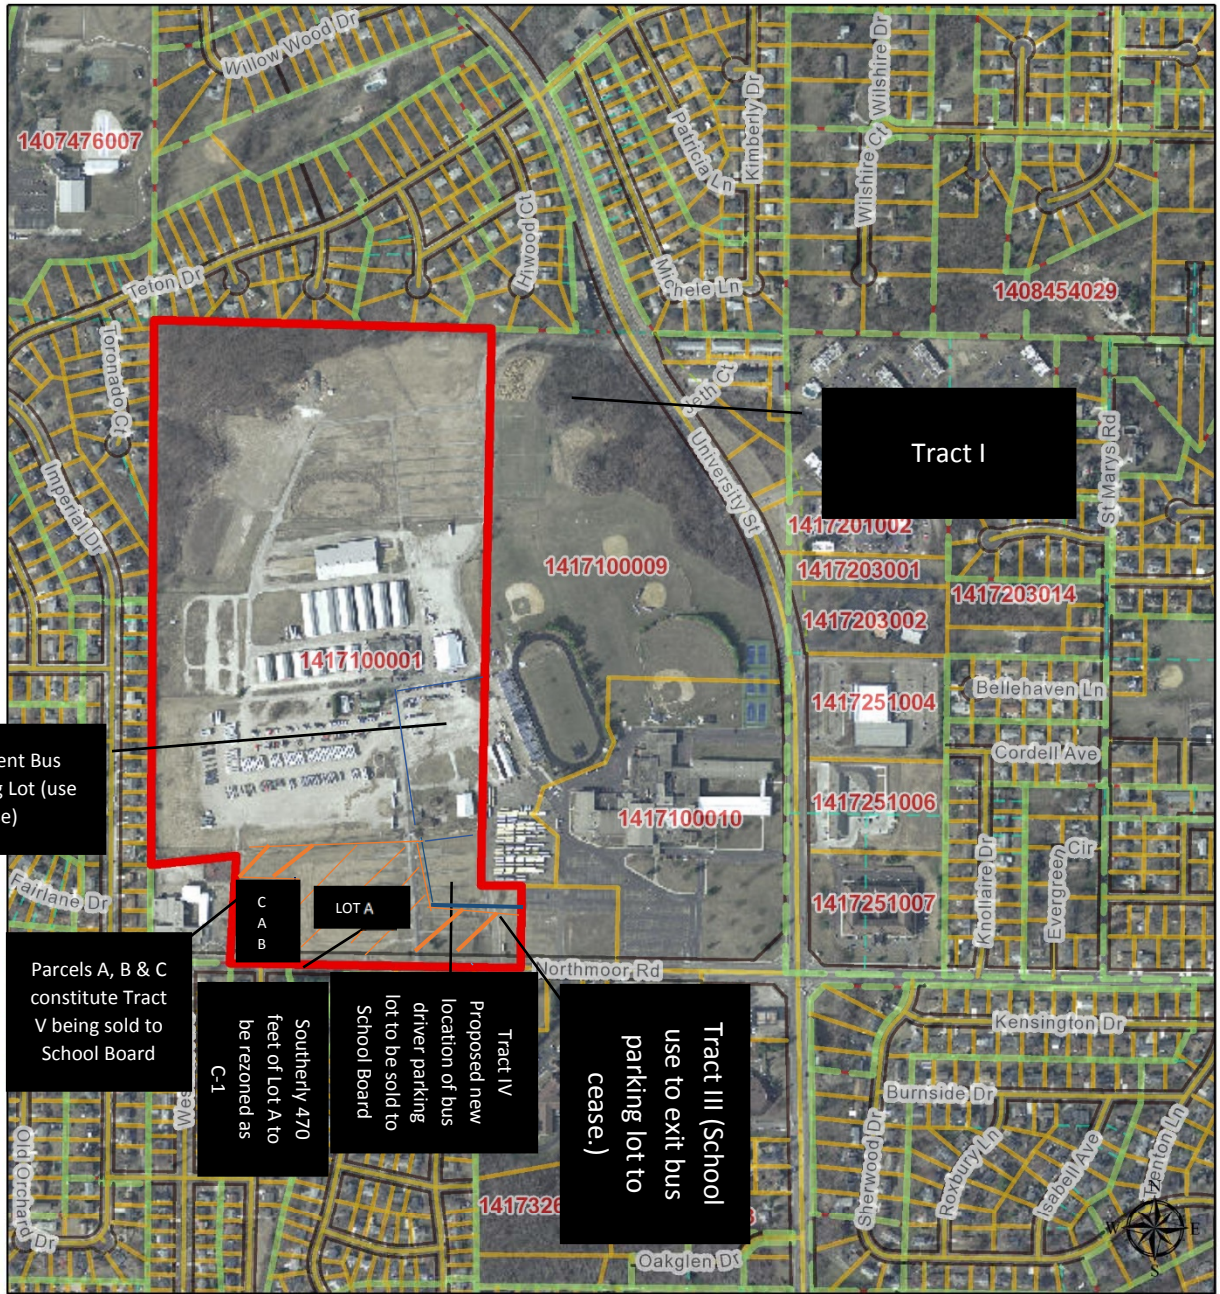 Willow Wood Dr
Kimberly Dr
Wilshire Dr
1407476007
Patricia Ln
Wilshire Ct
Hiwood Ct
Teton Dr
Michele Ln
1408454029
Toronado Ct
Jeth Ct
St Marys Rd
Tract I
University St
Imperial Dr
1417201002
1417100009
1417203001
1417203014
1417203002
1417100001
Bellehaven Ln
1417251004
Cordell Ave
ent Bus
g Lot (use
e)
1417251006
1417100010
Knollaire Dr
Evergreen Cir
Fairlane Dr
C
A
B
LOT A
1417251007
Parcels A, B & C
constitute Tract
V being sold to
School Board
Northmoor Rd
Southerly 470
feet of Lot A to
be rezoned as
C-1
Tract IV
Proposed new
location of bus
driver parking
lot to be sold to
School Board
Tract III (School
use to exit bus
parking lot to
cease.)
Kensington Dr
Burnside Dr
Wes
Old Orchard Dr
Sherwood Dr
Roxbury Ln
Isabell Ave
Trenton Ln
1417326
Oakglen Dr
N
W
E
S